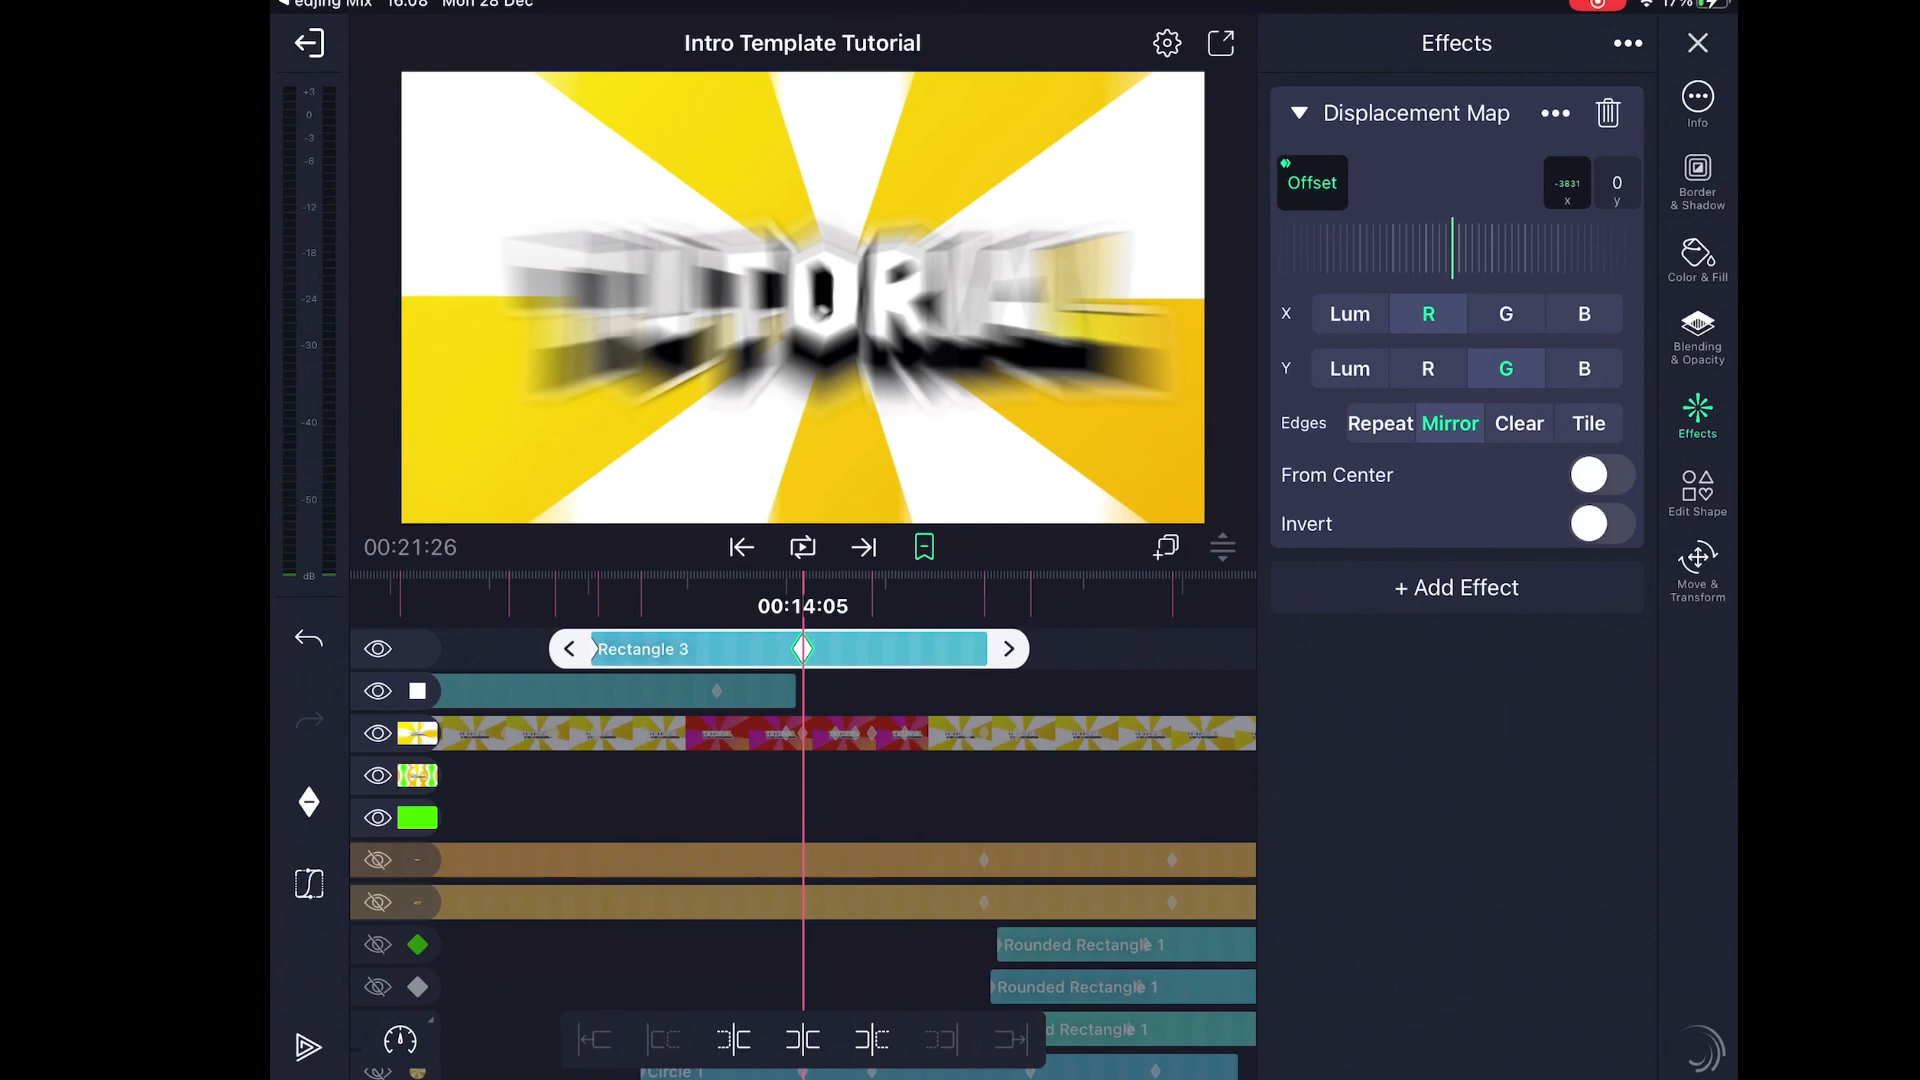 edjing Mix 16:08 Mon 28 Dec
17%
Intro Template Tutorial
Effects
Displacement Map
Info
Offset
-3831
x
0
y
Border
& Shadow
Color & Fill
X Lum R G B
Blending
& Opacity
Y Lum R G B
Effects
Edges Repeat Mirror Clear Tile
From Center
Edit Shape
Invert
Move &
Transform
+ Add Effect
+3
0
-3
-6
-12
-18
-24
-30
-40
-50
dB
TUTORIAL
00:21:26
00:14:05
Rectangle 3
Rounded Rectangle 1
Rounded Rectangle 1
d Rectangle 1
Circle 1